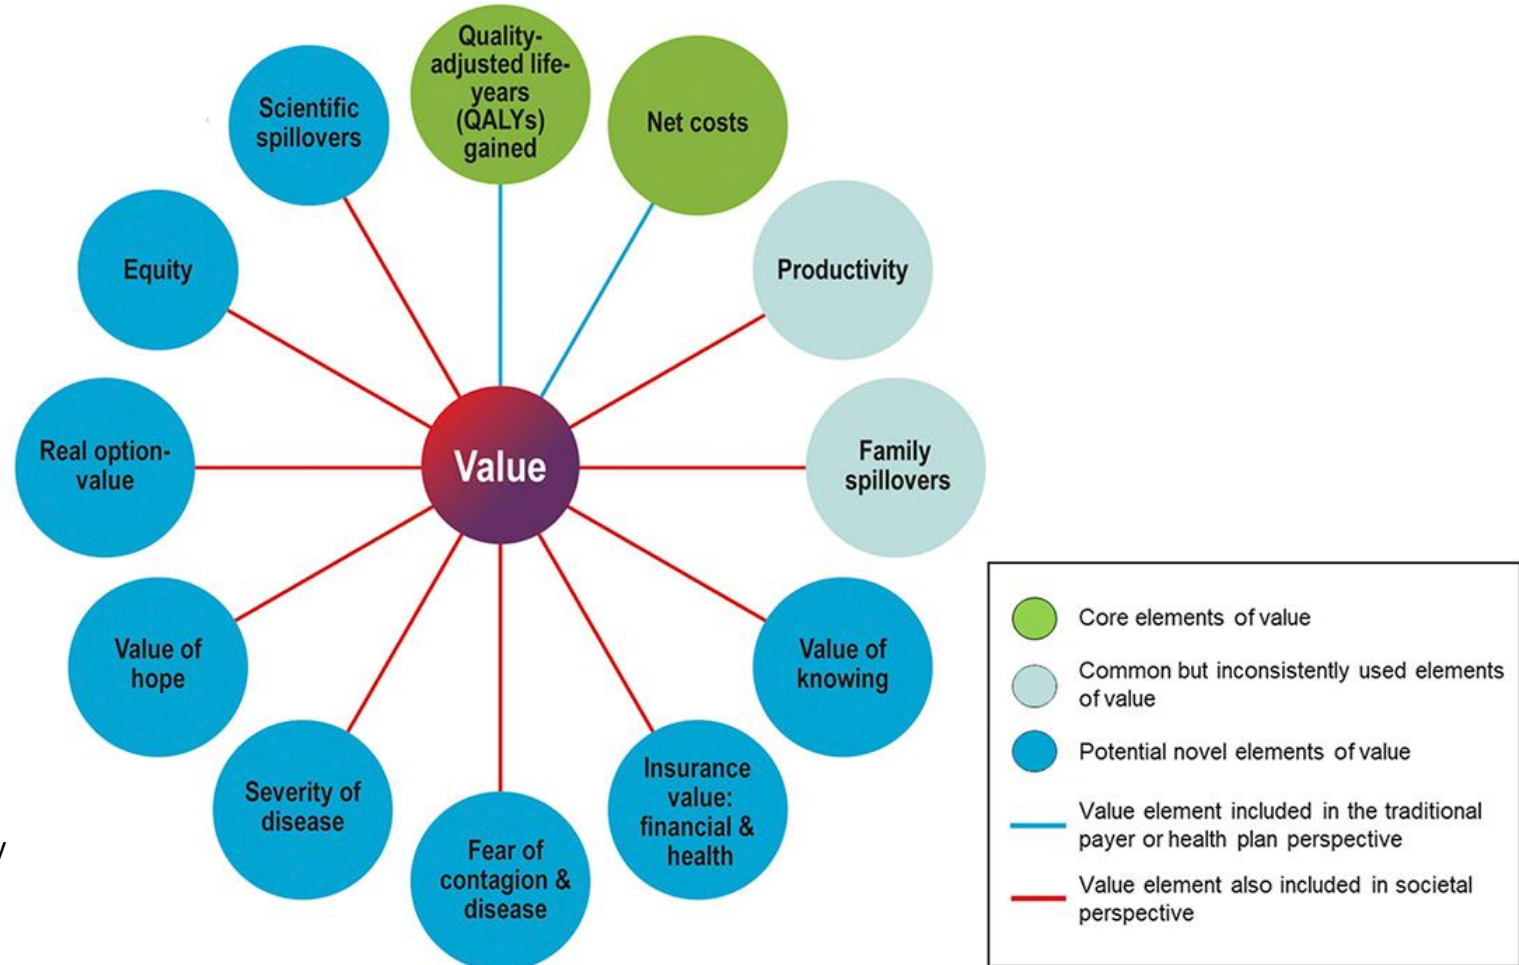 Quality-
adjusted life-
years
(QALYs)
gained
Net costs
Scientific
spillovers
Equity
Productivity
Real option-
value
Value
Family
spillovers
Value of
hope
Value of
knowing
Severity of
disease
Insurance
value:
financial &
health
Fear of
contagion &
disease
y
Core elements of value
Common but inconsistently used elements
of value
Potential novel elements of value
Value element included in the traditional
payer or health plan perspective
Value element also included in societal
perspective